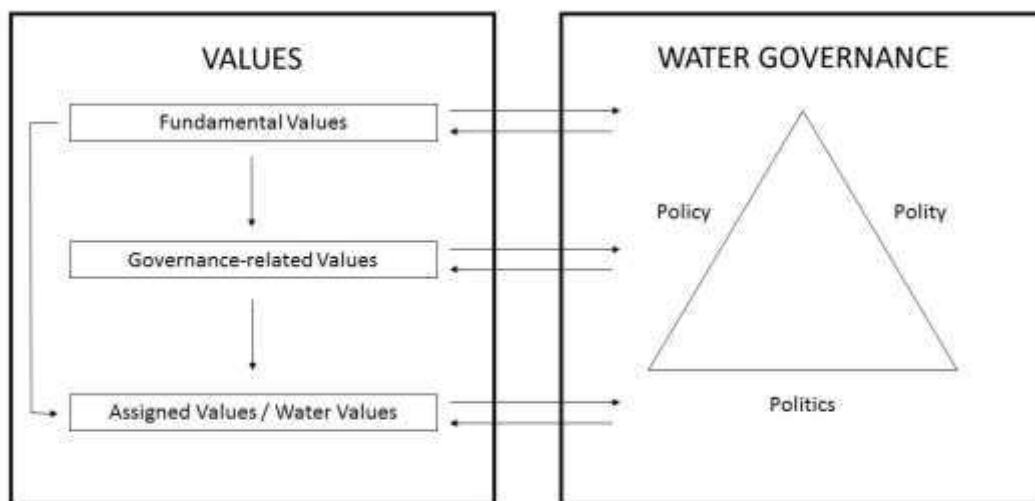 VALUES
Fundamental Values
Governance-related Values
Assigned Values / Water Values
WATER GOVERNANCE
Policy
Polity
Politics